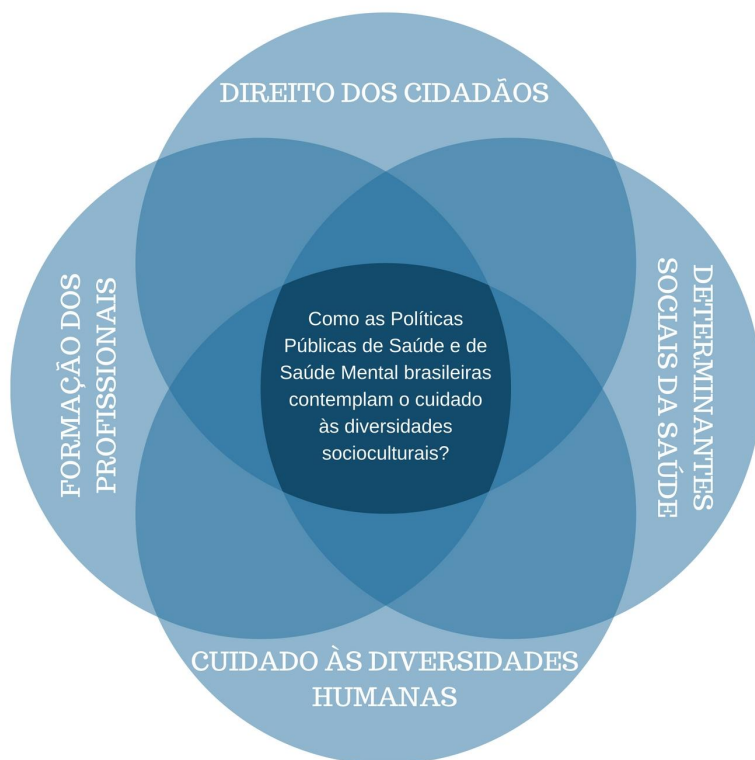 DIREITO DOS CIDADÃOS
FORMAÇÃO DOS
PROFISSIONAIS
Como as Políticas
Públicas de Saúde e de
Saúde Mental brasileiras
contemplam o cuidado
às diversidades
socioculturais?
DETERMINANTES
SOCIAIS DA SAÚDE
CUIDADO ÀS DIVERSIDADES
HUMANAS